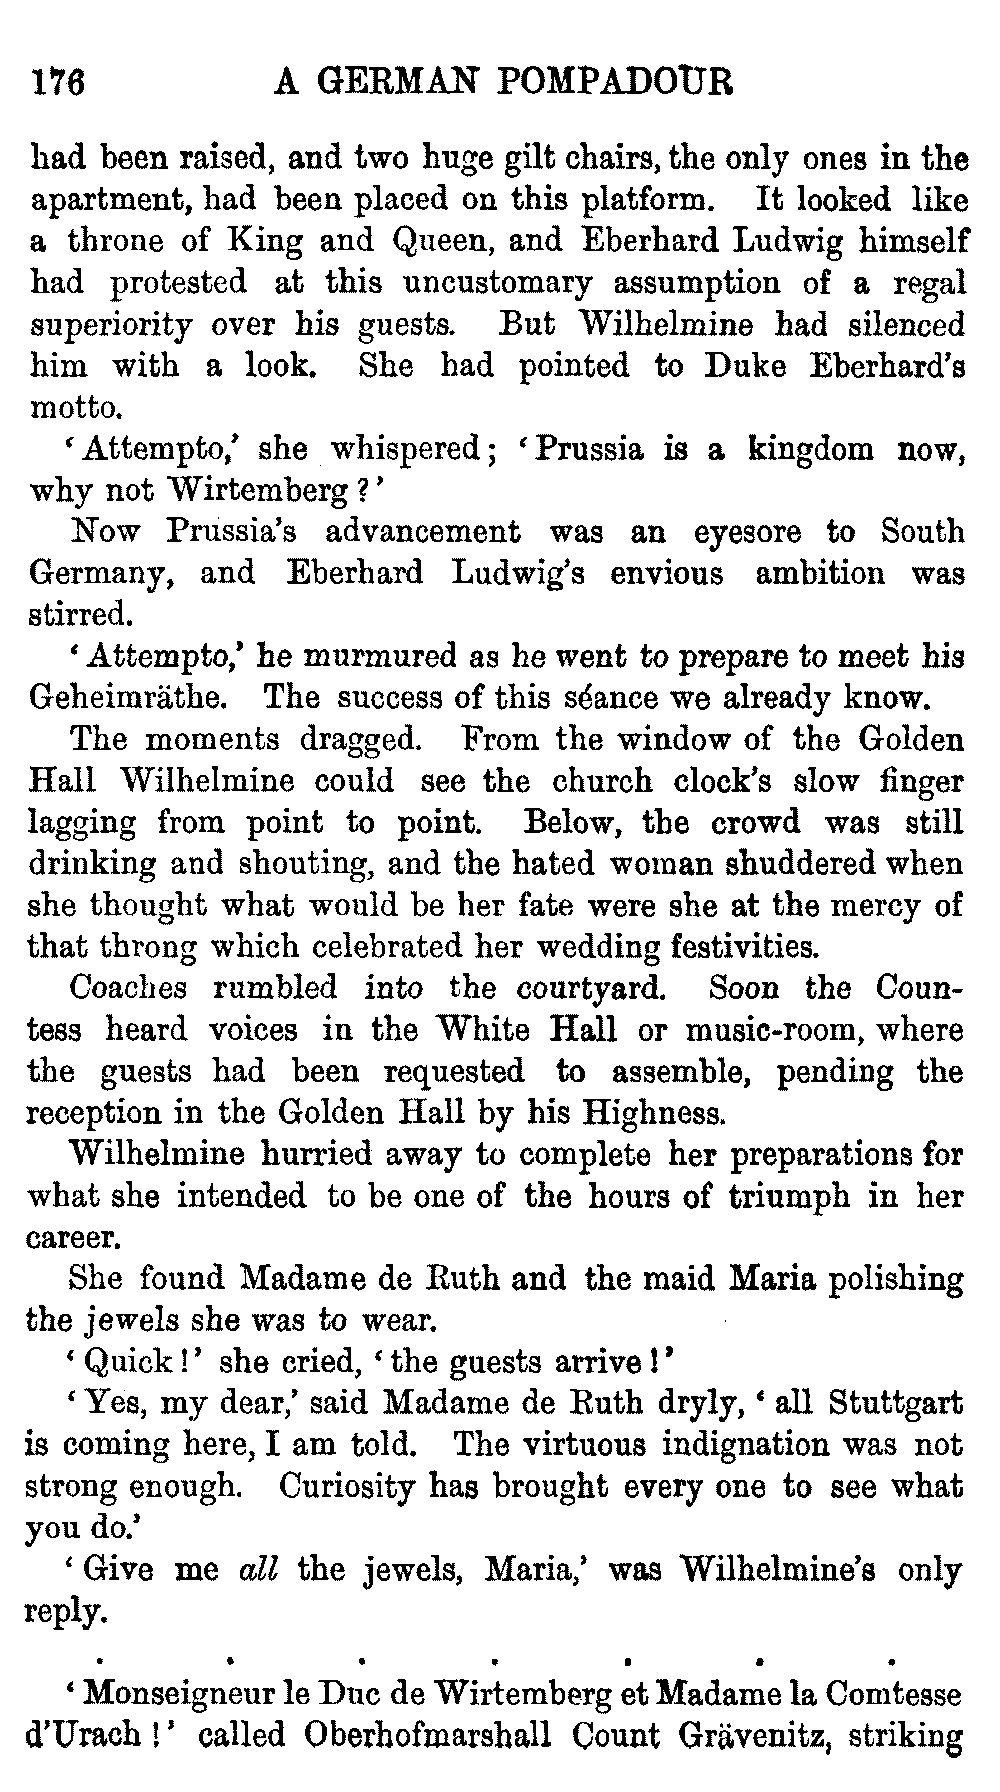 176 A GERMAN POMPADOUR
had been raised, and two huge gilt chairs, the only ones in the
apartment, had been placed on this platform. It looked like
a throne of King and Queen, and Eberhard Ludwig himself
had protested at this uncustomary assumption of a regal
superiority over his guests. But Wilhelmine had silenced
him with a look. She had pointed to Duke Eberhard's
motto.
'Attempto,' she whispered; 'Prussia is a kingdom now,
why not Wirtemberg?'
Now Prussia's advancement was an eyesore to South
Germany, and Eberhard Ludwig's envious ambition was
stirred.
'Attempto,' he murmured as he went to prepare to meet his
Geheimräthe. The success of this séance we already know.
The moments dragged. From the window of the Golden
Hall Wilhelmine could see the church clock's slow finger
lagging from point to point. Below, the crowd was still
drinking and shouting, and the hated woman shuddered when
she thought what would be her fate were she at the mercy of
that throng which celebrated her wedding festivities.
Coaches rumbled into the courtyard. Soon the Coun-
tess heard voices in the White Hall or music-room, where
the guests had been requested to assemble, pending the
reception in the Golden Hall by his Highness.
Wilhelmine hurried away to complete her preparations for
what she intended to be one of the hours of triumph in her
career.
She found Madame de Ruth and the maid Maria polishing
the jewels she was to wear.
'Quick!' she cried, 'the guests arrive!'
'Yes, my dear,' said Madame de Ruth dryly, 'all Stuttgart
is coming here, I am told. The virtuous indignation was not
strong enough. Curiosity has brought every one to see what
you do.'
'Give me all the jewels, Maria,' was Wilhelmine's only
reply.
. . . . . . .
'Monseigneur le Duc de Wirtemberg et Madame la Comtesse
d'Urach!' called Oberhofmarshall Count Grävenitz, striking